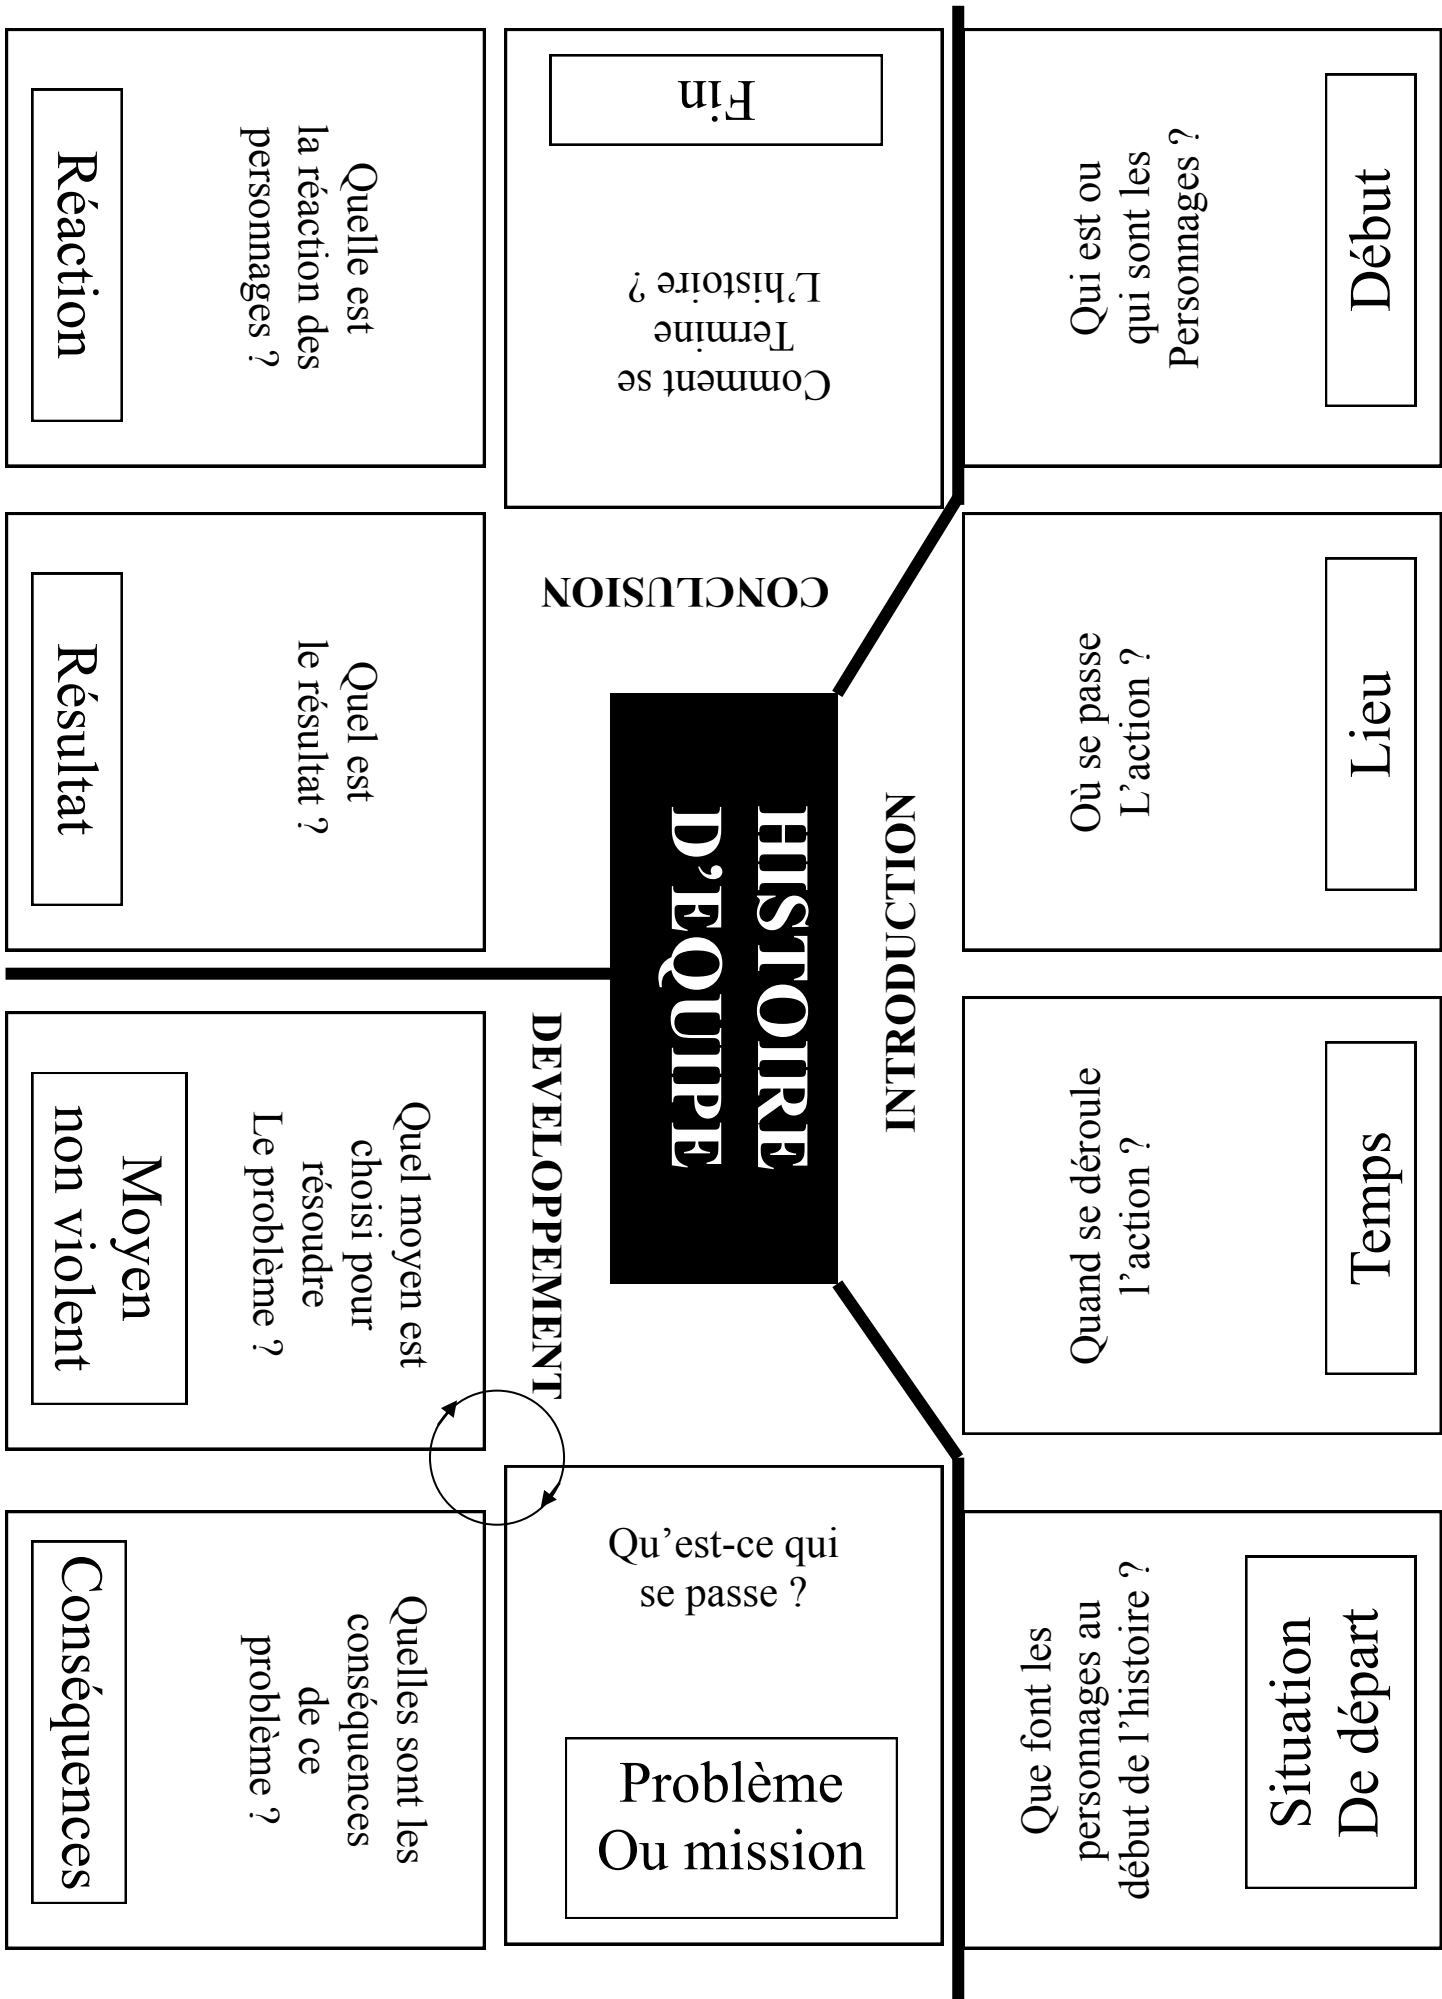 HISTOIRE
D'EQUIPE
INTRODUCTION
Début
Qui est ou
qui sont les
Personnages ?
Lieu
Où se passe
L'action ?
Temps
Quand se déroule
l'action ?
Situation
De départ
Que font les
personnages au
début de l'histoire ?
DEVELOPPEMENT
Qu'est-ce qui
se passe ?
Problème
Ou mission
Quelles sont les
conséquences
de ce
problème ?
Conséquences
Quel moyen est
choisi pour
résoudre
Le problème ?
Moyen
non violent
CONCLUSION
Quel est
le résultat ?
Résultat
Quelle est
la réaction des
personnages ?
Réaction
Comment se
Termine
L'histoire ?
Fin